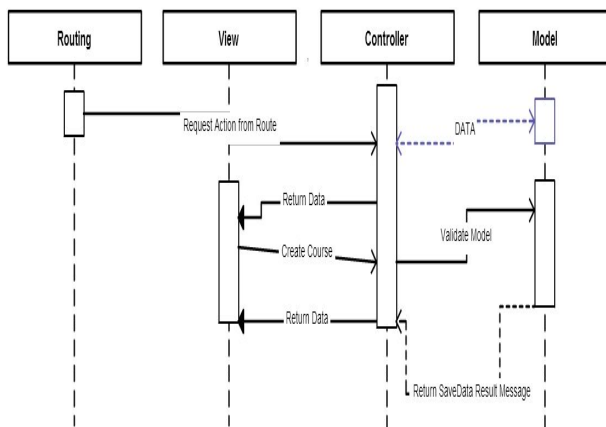 Routing
View
Controller
Model
Request Action from Route
DATA
Return Data
Validate Model
Create Course
Return Data
Return SaveData Result Message